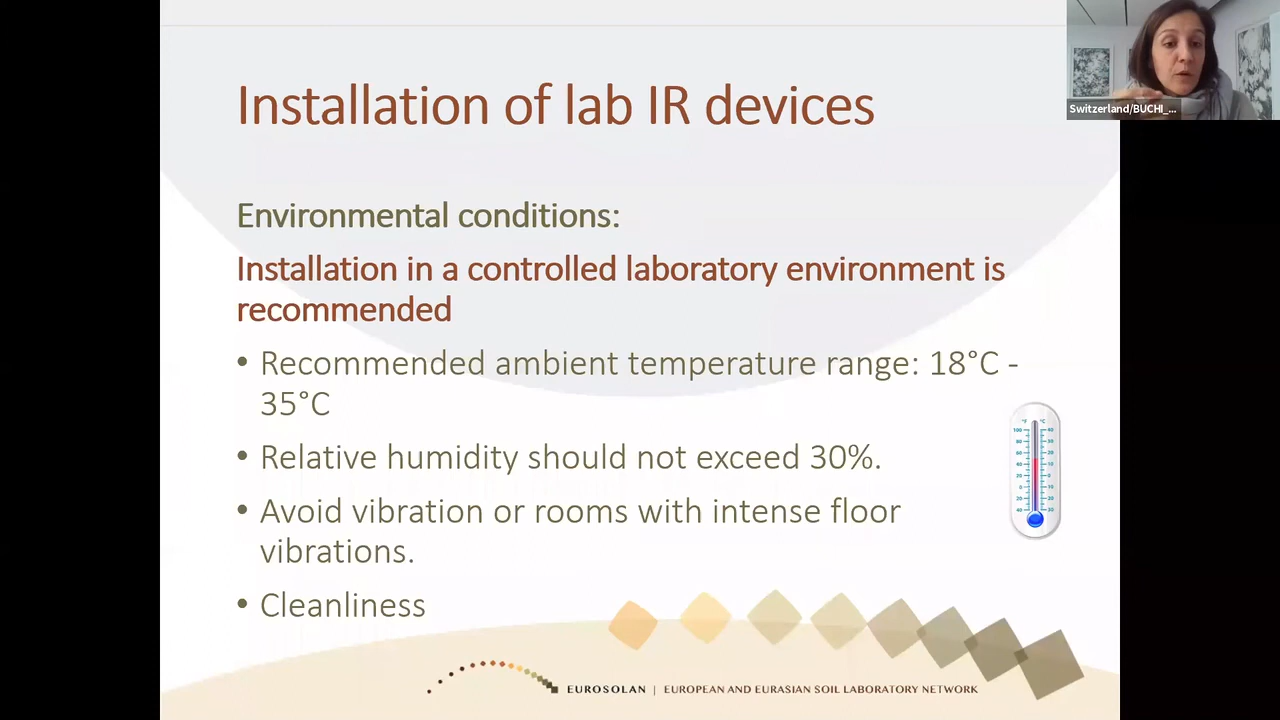 Installation of lab IR devices
Switzerland/BUCHI_...
Environmental conditions:
Installation in a controlled laboratory environment is
recommended
• Recommended ambient temperature range: 18°C -
35°C
• Relative humidity should not exceed 30%.
• Avoid vibration or rooms with intense floor
vibrations.
• Cleanliness
EUROSOLAN | EUROPEAN AND EURASIAN SOIL LABORATORY NETWORK